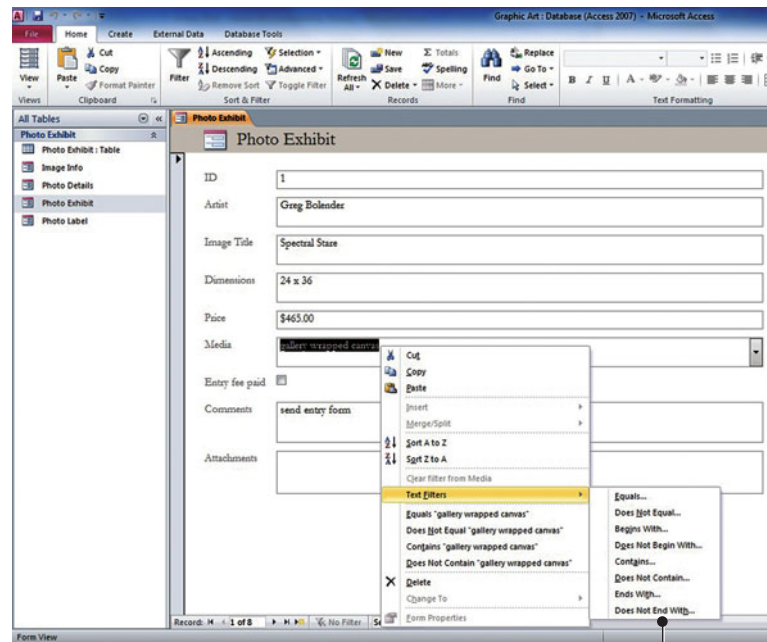 Graphic Art : Database (Access 2007) - Microsoft Access
File Home Create External Data Database Tools
View
Views
Paste
Cut
Copy
Format Painter
Clipboard
Filter
Ascending
Descending
Remove Sort
Selection
Advanced
Toggle Filter
Sort & Filter
Refresh All
New
Save
Delete
Totals
Spelling
More
Records
Find
Replace
Go To
Select
Find
B I U A
Text Formatting
All Tables
Photo Exhibit
Photo Exhibit : Table
Image Info
Photo Details
Photo Exhibit
Photo Label
Photo Exhibit
Photo Exhibit
ID 1
Artist Greg Bolender
Image Title Spectral Stare
Dimensions 24 x 36
Price $465.00
Media gallery wrapped canvas
Entry fee paid
Comments send entry form
Attachments
Cut
Copy
Paste
Insert
Merge/Split
Sort A to Z
Sort Z to A
Clear filter from Media
Text Filters
Equals "gallery wrapped canvas"
Does Not Equal "gallery wrapped canvas"
Contains "gallery wrapped canvas"
Does Not Contain "gallery wrapped canvas"
Delete
Change To
Form Properties
Equals...
Does Not Equal...
Begins With...
Does Not Begin With...
Contains...
Does Not Contain...
Ends With...
Does Not End With...
Record: 1 of 8 No Filter
Form View